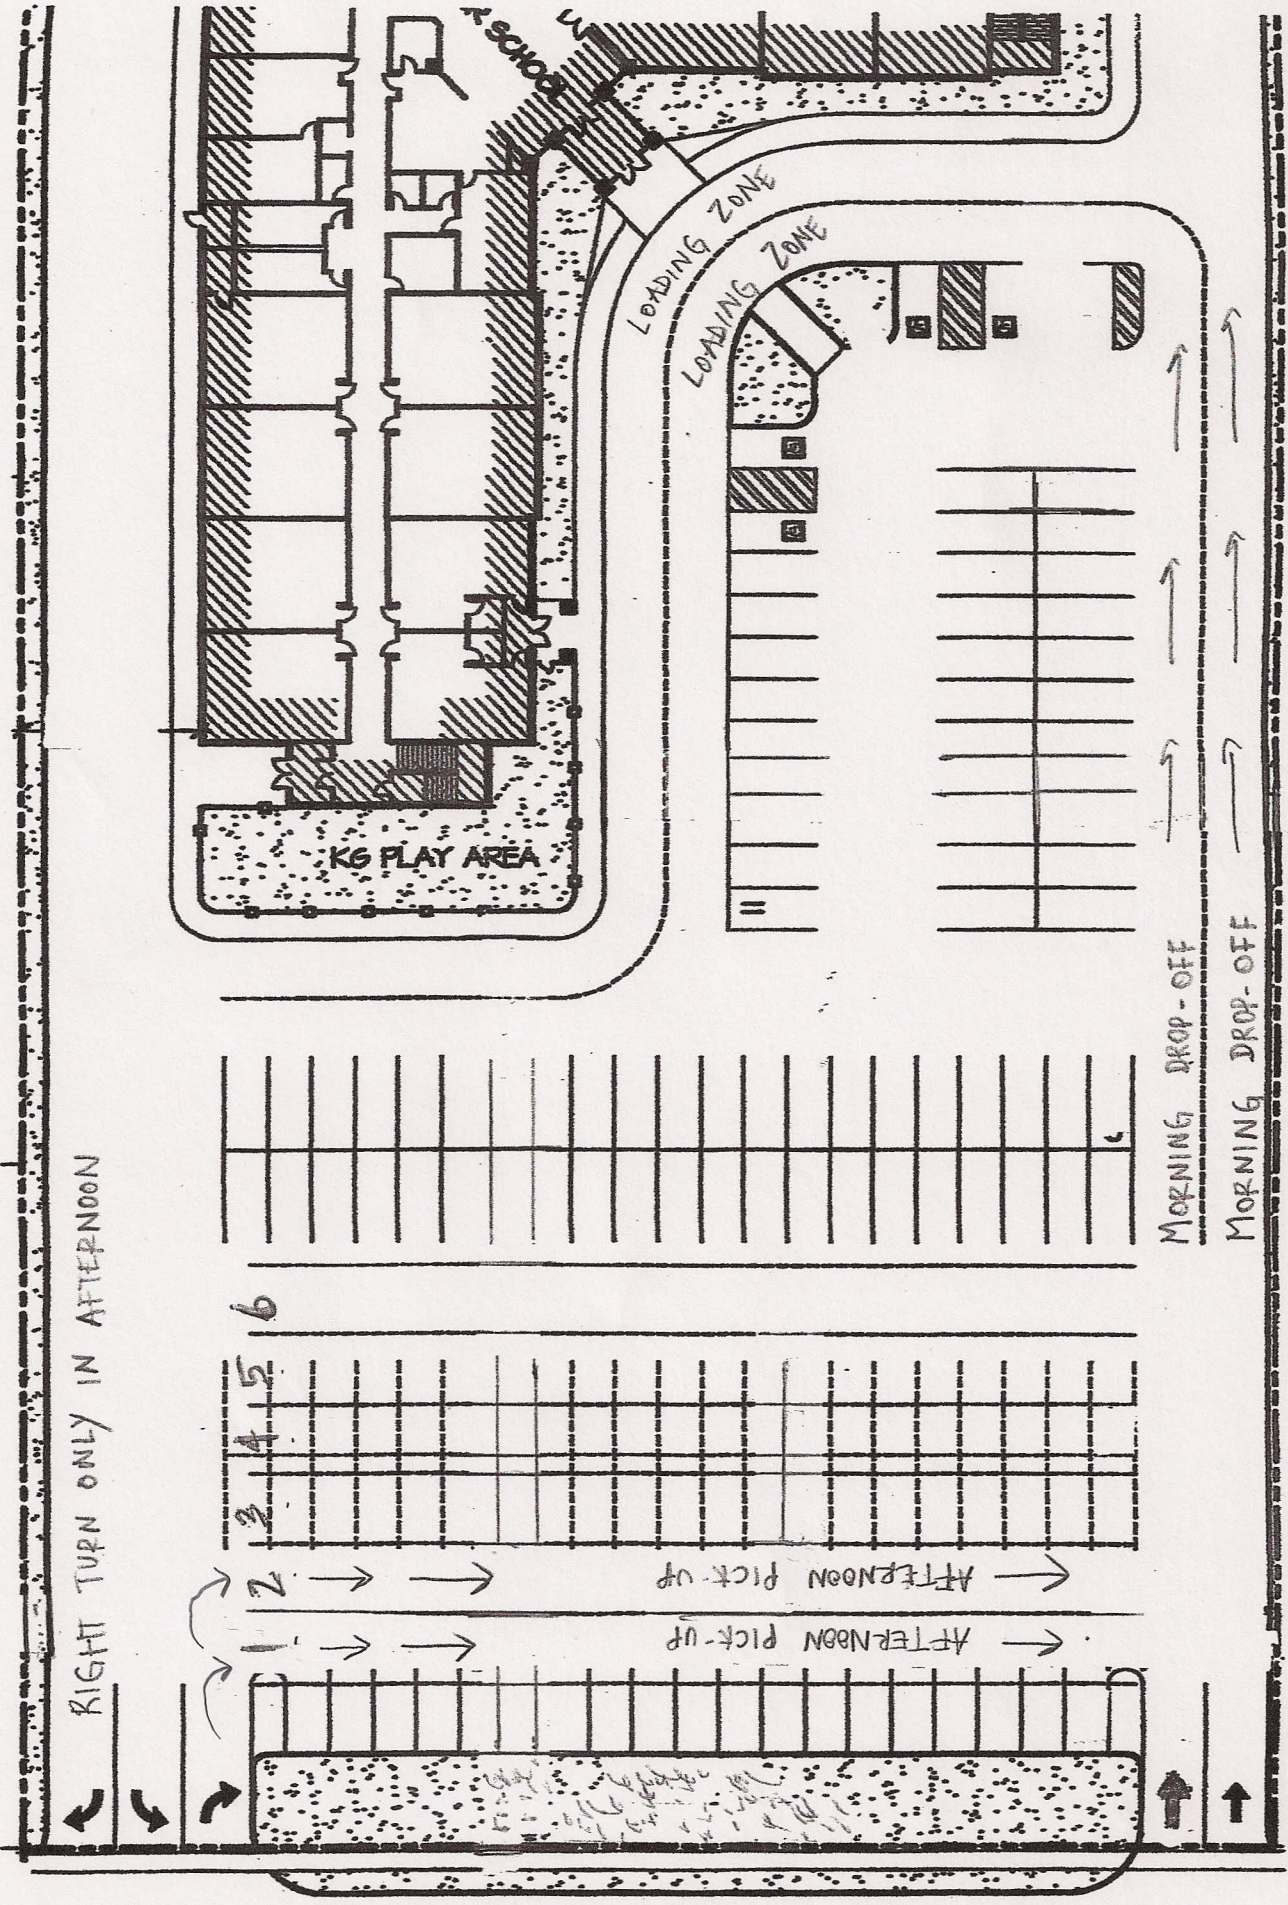 SCHOOL
LOADING ZONE
LOADING ZONE
KG PLAY AREA
MORNING DROP-OFF
MORNING DROP-OFF
RIGHT TURN ONLY IN AFTERNOON
6
5
4
3
2
AFTERNOON PICK-UP
1
AFTERNOON PICK-UP